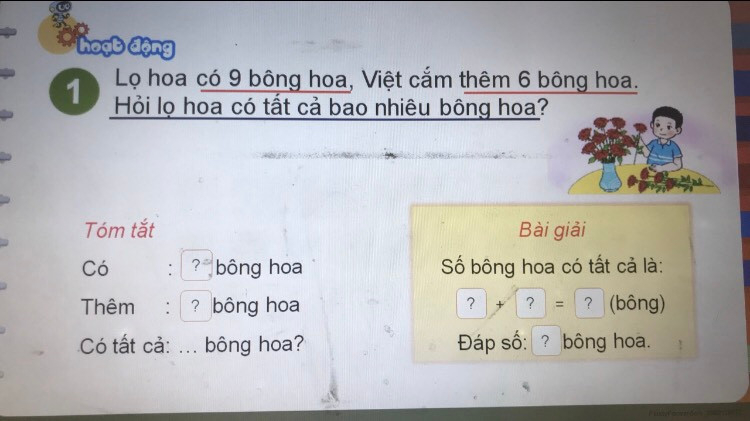 hoạt động
1 Lọ hoa có 9 bông hoa, Việt cắm thêm 6 bông hoa.
Hỏi lọ hoa có tất cả bao nhiêu bông hoa?
Tóm tắt
Có : ? bông hoa
Thêm : ? bông hoa
Có tất cả: ... bông hoa?
Bài giải
Số bông hoa có tất cả là:
? + ? = ? (bông)
Đáp số: ? bông hoa.